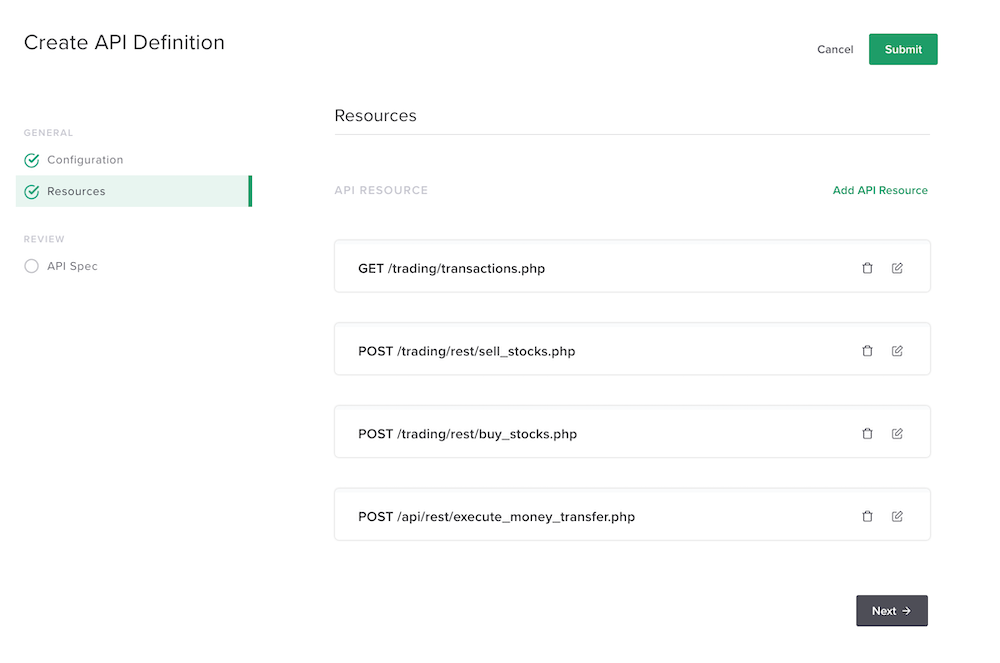 Create API Definition
Cancel
Submit
GENERAL
Configuration
Resources
REVIEW
API Spec
Resources
API RESOURCE
Add API Resource
GET /trading/transactions.php
POST /trading/rest/sell_stocks.php
POST /trading/rest/buy_stocks.php
POST /api/rest/execute_money_transfer.php
Next →